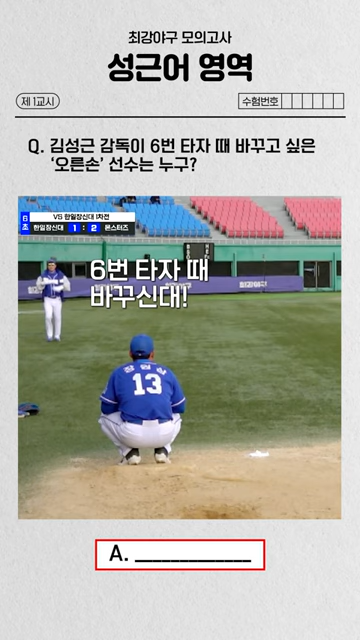 최강야구 모의고사
성근어 영역
제 1교시
수험번호
Q. 김성근 감독이 6번 타자 때 바꾸고 싶은
‘오른손’ 선수는 누구?
VS 한일장신대 1차전
6초 한일장신대 1 : 2 몬스터즈
6번 타자 때
바꾸신대!
13
A. ____________